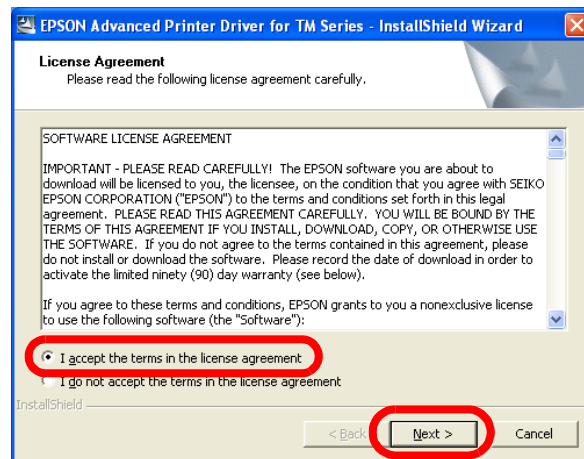 EPSON Advanced Printer Driver for TM Series - InstallShield Wizard
License Agreement
Please read the following license agreement carefully.
SOFTWARE LICENSE AGREEMENT
IMPORTANT - PLEASE READ CAREFULLY! The EPSON software you are about to
download will be licensed to you, the licensee, on the condition that you agree with SEIKO
EPSON CORPORATION ("EPSON") to the terms and conditions set forth in this legal
agreement. PLEASE READ THIS AGREEMENT CAREFULLY. YOU WILL BE BOUND BY THE
TERMS OF THIS AGREEMENT IF YOU INSTALL, DOWNLOAD, COPY, OR OTHERWISE USE
THE SOFTWARE. If you do not agree to the terms contained in this agreement, please
do not install or download the software. Please record the date of download in order to
activate the limited ninety (90) day warranty (see below).
If you agree to these terms and conditions, EPSON grants to you a nonexclusive license
to use the following software (the "Software"):
I accept the terms in the license agreement
I do not accept the terms in the license agreement
InstallShield
< Back
Next >
Cancel